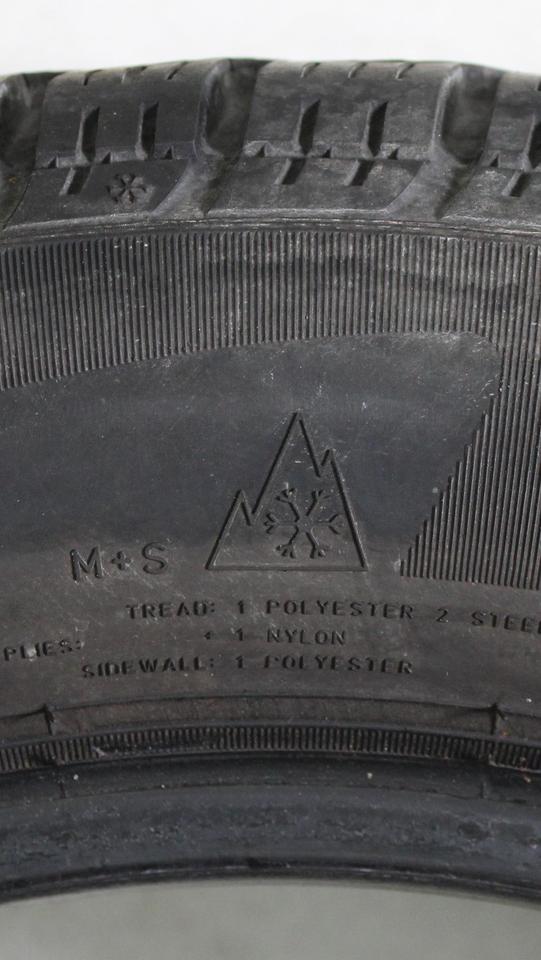 M+S
TREAD: 1 POLYESTER 2 STEEL
PLIES: + 1 NYLON
SIDEWALL: 1 POLYESTER